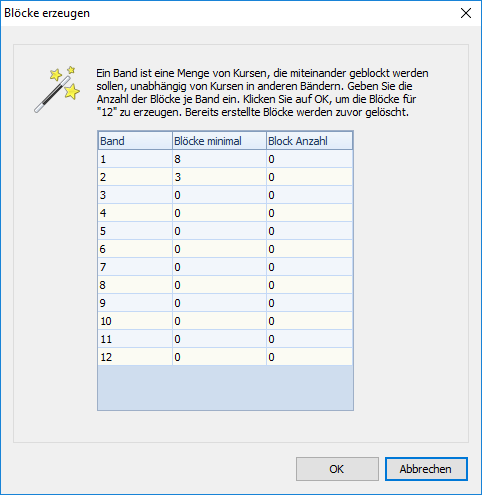 Blöcke erzeugen
Ein Band ist eine Menge von Kursen, die miteinander geblockt werden
sollen, unabhängig von Kursen in anderen Bändern. Geben Sie die
Anzahl der Blöcke je Band ein. Klicken Sie auf OK, um die Blöcke für
"12" zu erzeugen. Bereits erstellte Blöcke werden zuvor gelöscht.
Band Blöcke minimal Block Anzahl
1 8 0
2 3 0
3 0 0
4 0 0
5 0 0
6 0 0
7 0 0
8 0 0
9 0 0
10 0 0
11 0 0
12 0 0
OK Abbrechen